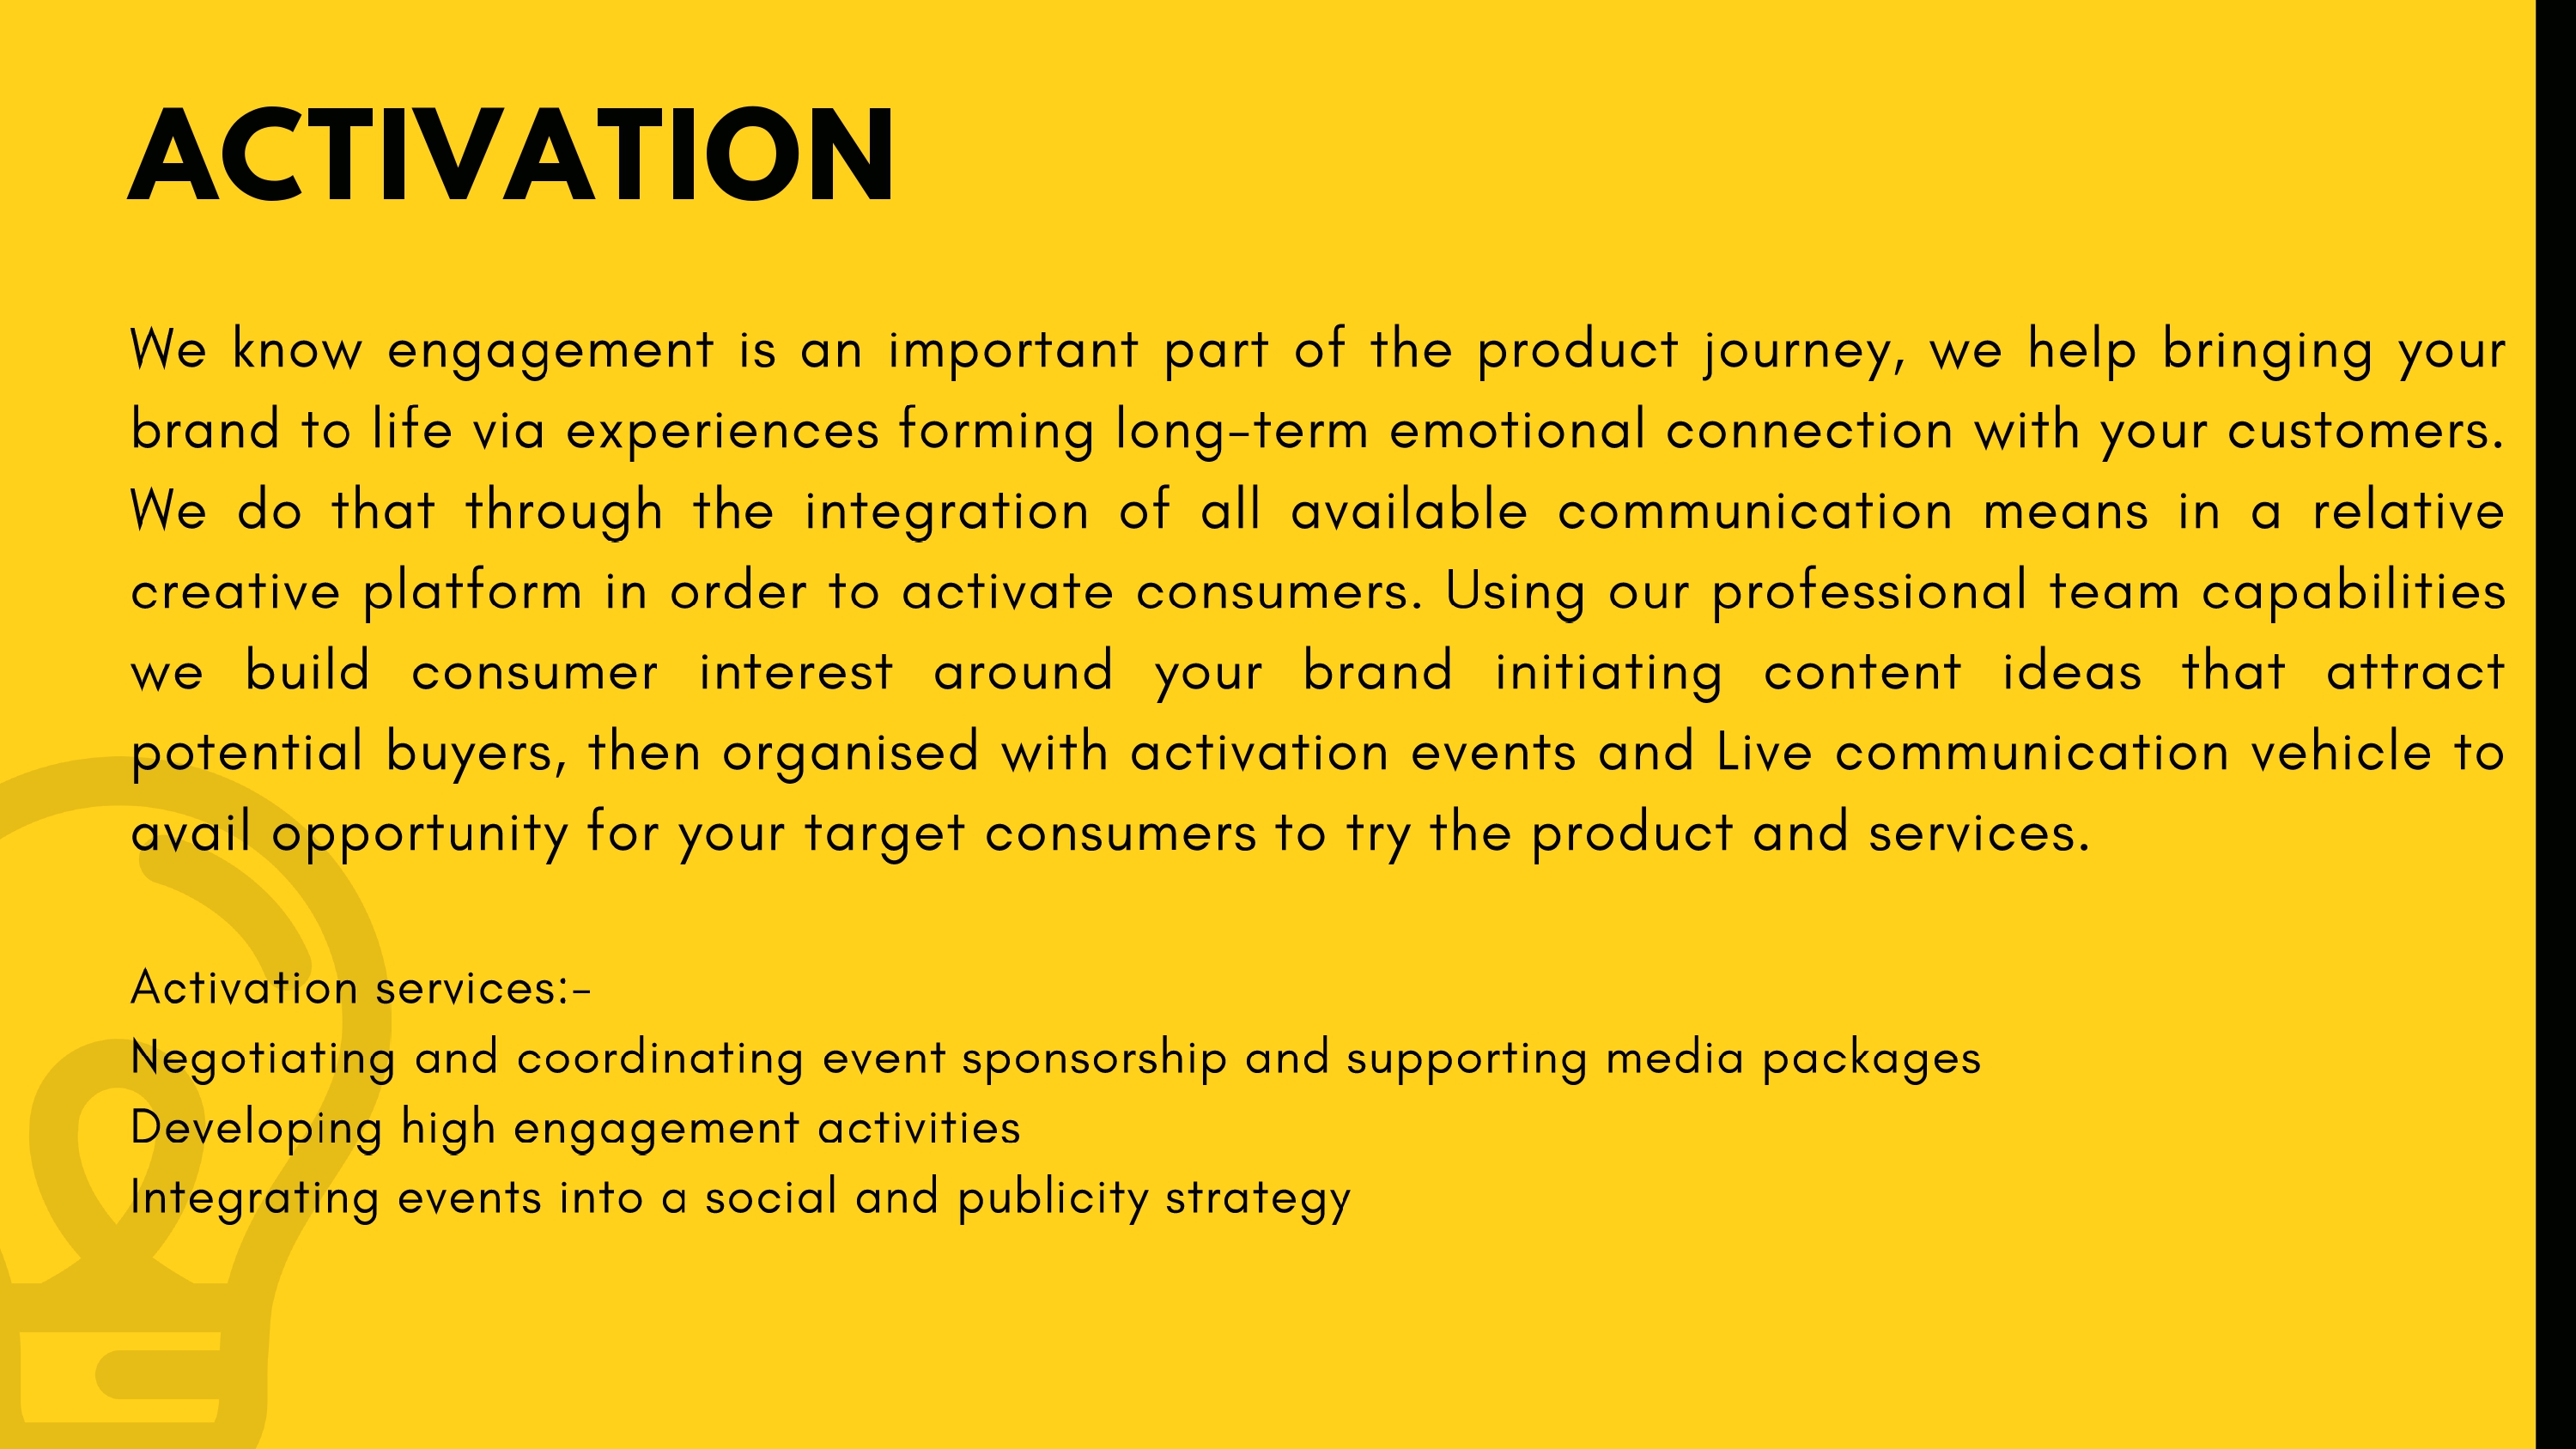 ACTIVATION
We know engagement is an important part of the product journey, we help bringing your
brand to life via experiences forming long-term emotional connection with your customers.
We do that through the integration of all available communication means in a relative
creative platform in order to activate consumers. Using our professional team capabilities
we build consumer interest around your brand initiating content ideas that attract
potential buyers, then organised with activation events and Live communication vehicle to
avail opportunity for your target consumers to try the product and services.
Activation services:-
Negotiating and coordinating event sponsorship and supporting media packages
Developing high engagement activities
Integrating events into a social and publicity strategy